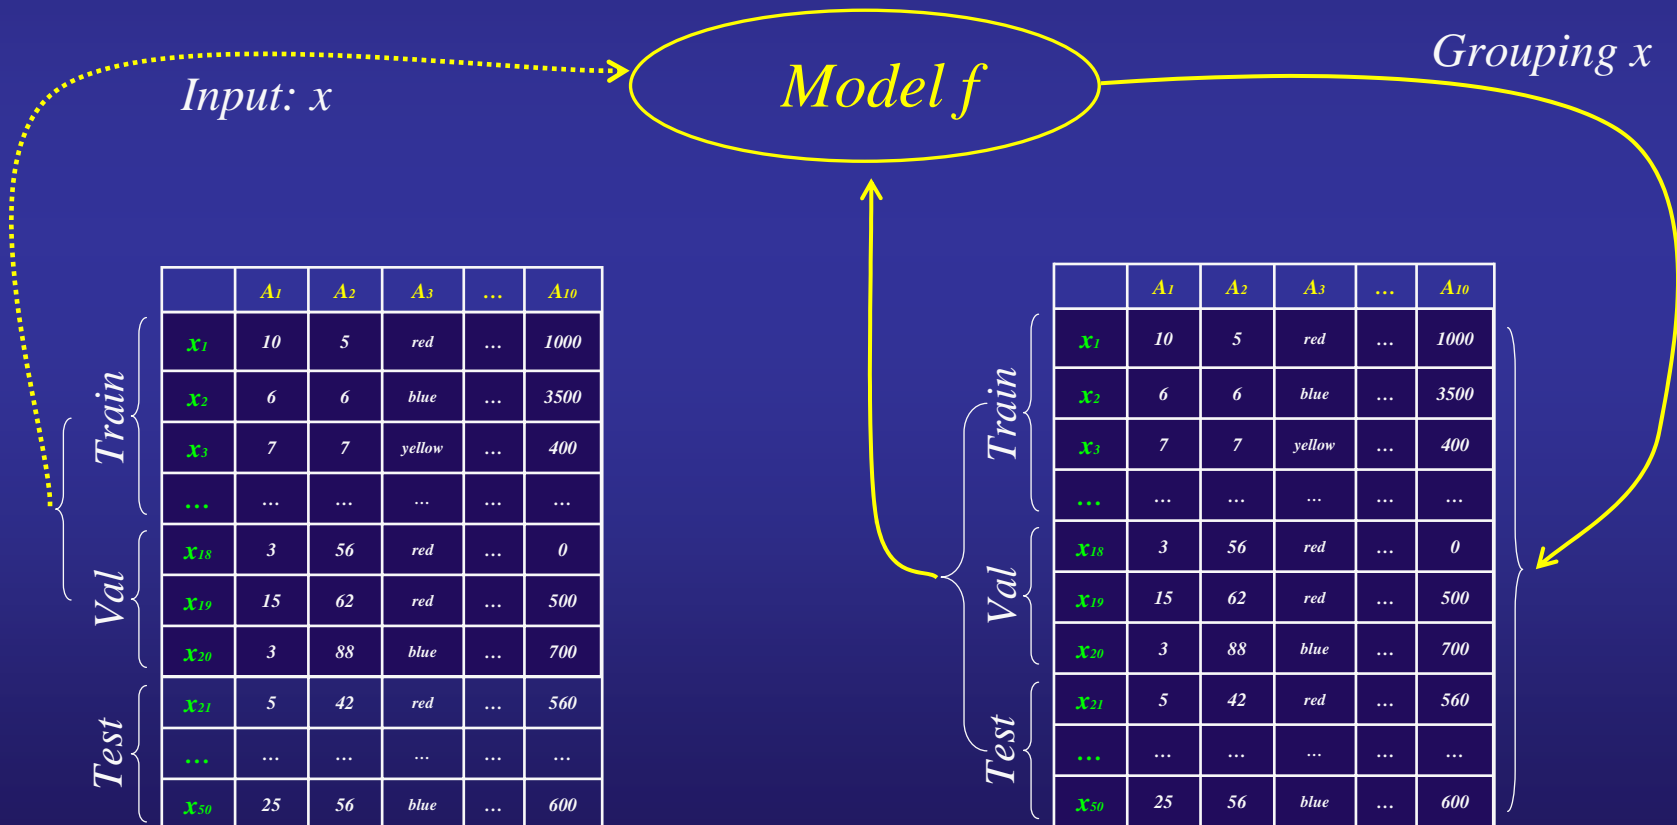 Model f
Grouping x
Input: x
A1 A2 A3 … A10
Train
x1 10 5 red … 1000
x2 6 6 blue … 3500
x3 7 7 yellow … 400
… … … … … …
Val
x18 3 56 red … 0
x19 15 62 red … 500
x20 3 88 blue … 700
Test
x21 5 42 red … 560
… … … … … …
x50 25 56 blue … 600
A1 A2 A3 … A10
Train
x1 10 5 red … 1000
x2 6 6 blue … 3500
x3 7 7 yellow … 400
… … … … … …
Val
x18 3 56 red … 0
x19 15 62 red … 500
x20 3 88 blue … 700
Test
x21 5 42 red … 560
… … … … … …
x50 25 56 blue … 600